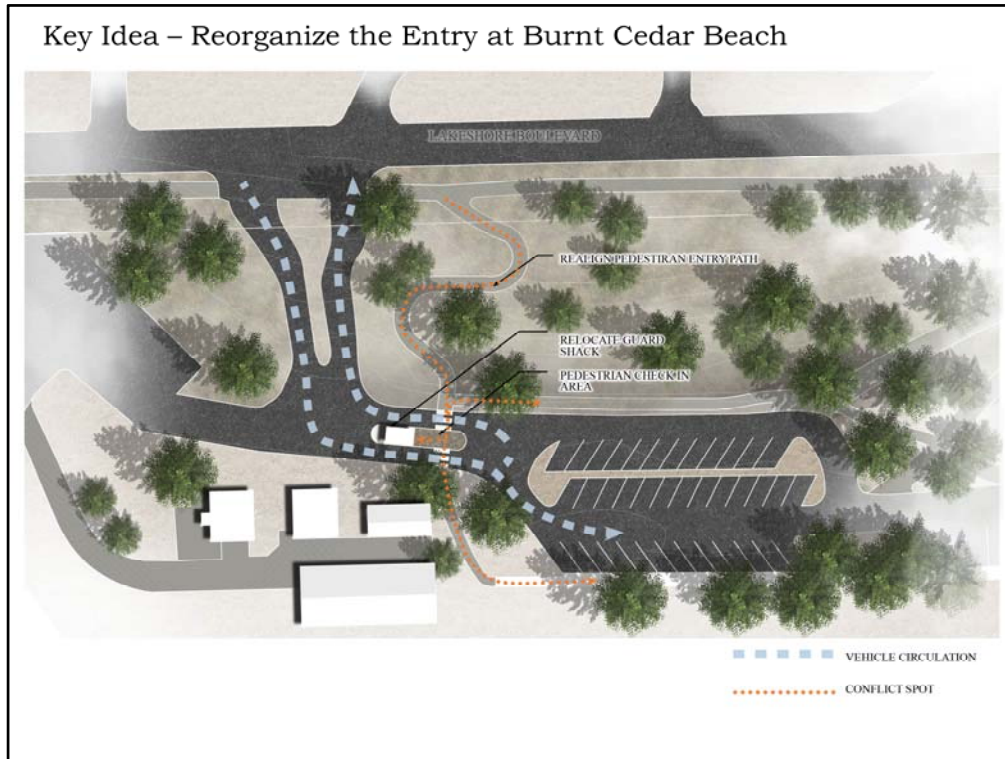 Key Idea – Reorganize the Entry at Burnt Cedar Beach
LAKESHORE BOULEVARD
REALIGN PEDESTIRAN ENTRY PATH
RELOCATE GUARD
SHACK
PEDESTRIAN CHECK IN
AREA
VEHICLE CIRCULATION
CONFLICT SPOT